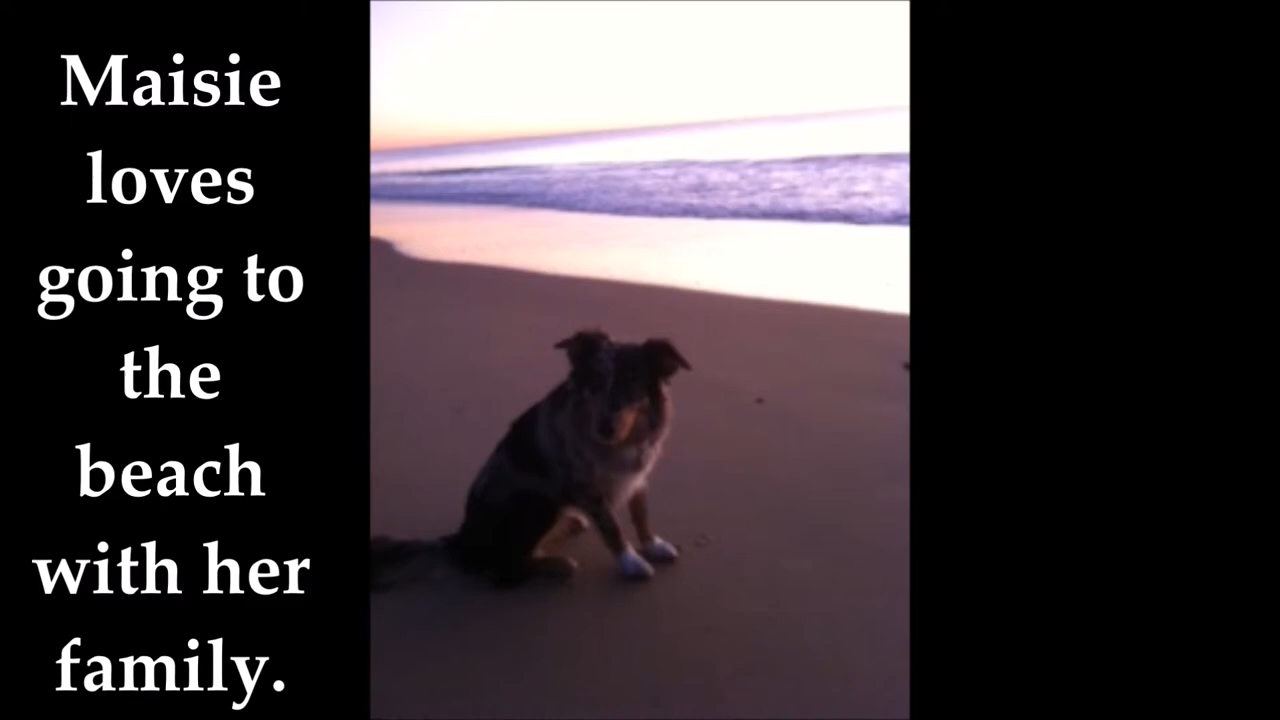 Maisie
loves
going to
the
beach
with her
family.